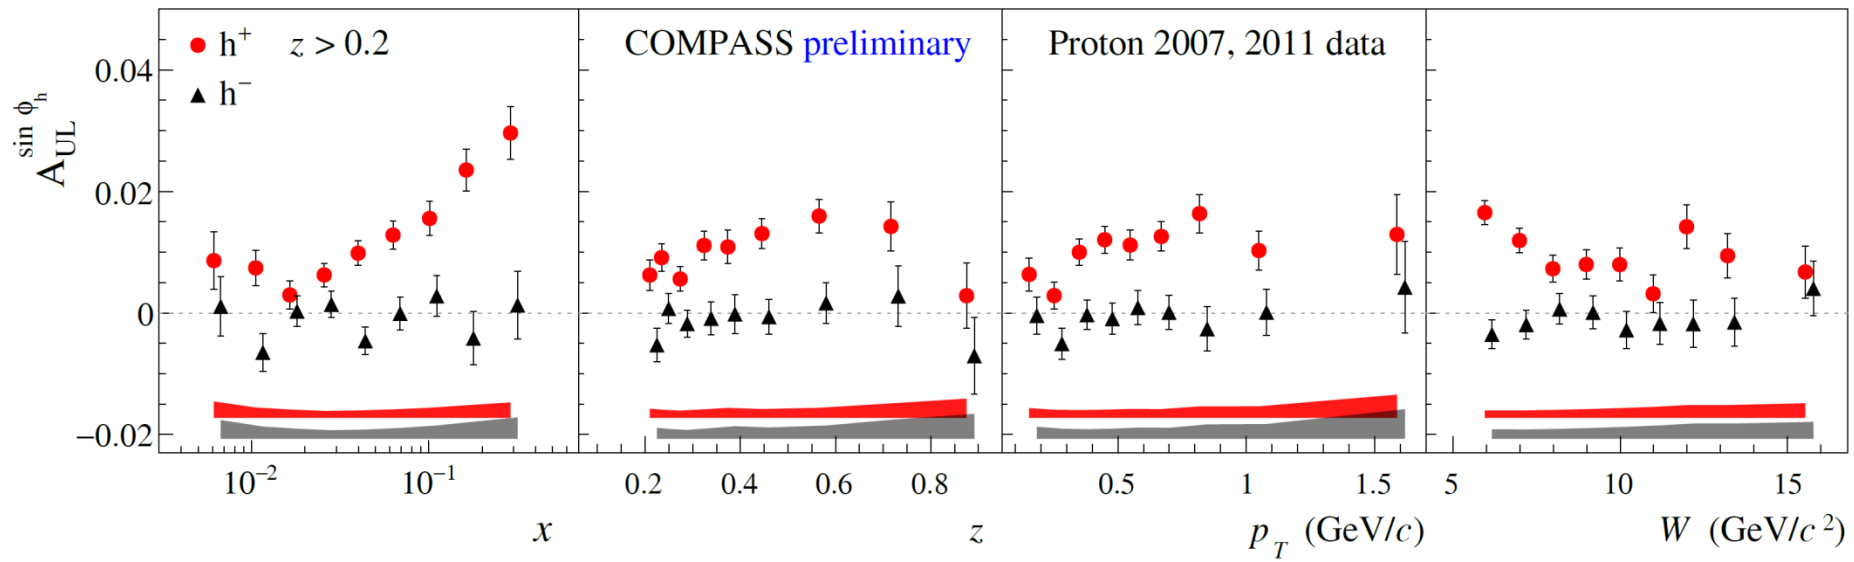 h⁺ z > 0.2
h⁻
COMPASS preliminary
Proton 2007, 2011 data
A_UL^{sin ϕ_h}
0.04
0.02
0
−0.02
10⁻² 10⁻¹
x
0.2 0.4 0.6 0.8
z
0.5 1 1.5
p_T (GeV/c)
5 10 15
W (GeV/c²)